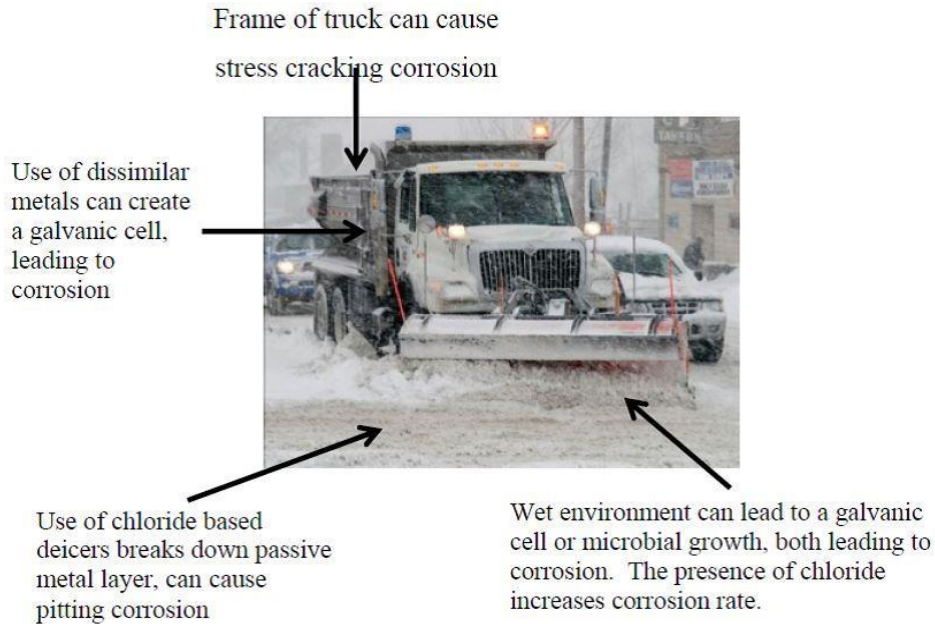 Frame of truck can cause
stress cracking corrosion
Use of dissimilar
metals can create
a galvanic cell,
leading to
corrosion
TAVERN
Use of chloride based
deicers breaks down passive
metal layer, can cause
pitting corrosion
Wet environment can lead to a galvanic
cell or microbial growth, both leading to
corrosion.  The presence of chloride
increases corrosion rate.